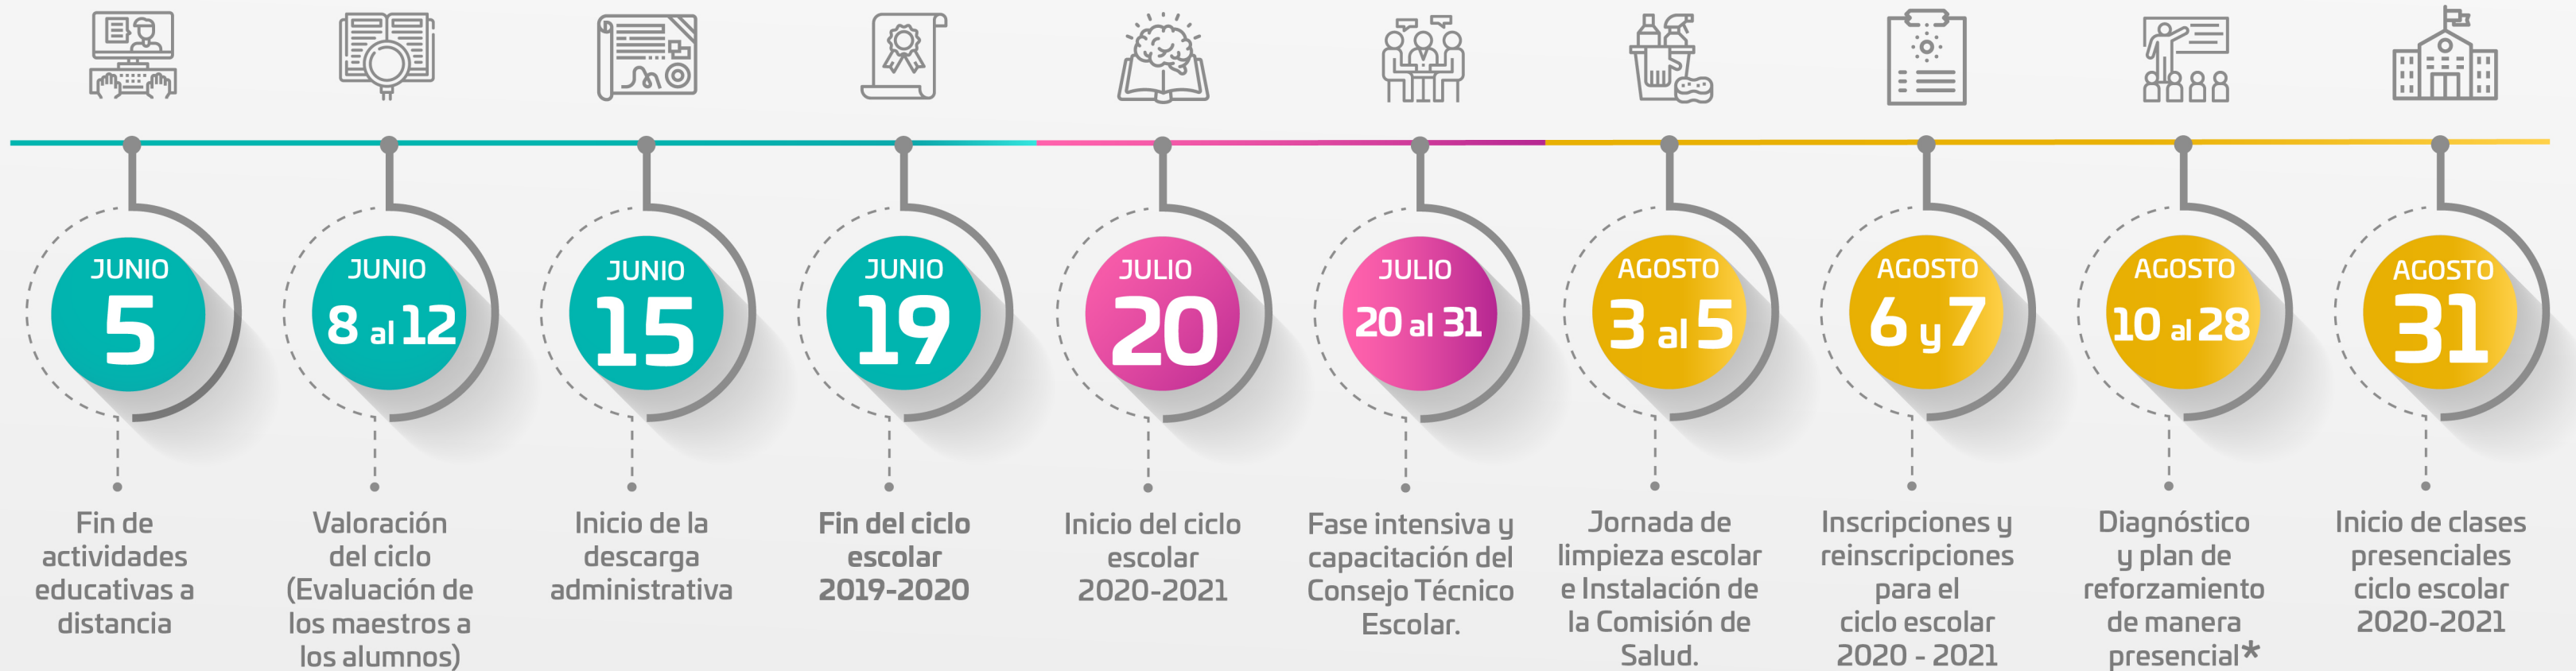 JUNIO
5
Fin de
actividades
educativas a
distancia
JUNIO
8 al 12
Valoración
del ciclo
(Evaluación de
los maestros a
los alumnos)
JUNIO
15
Inicio de la
descarga
administrativa
JUNIO
19
Fin del ciclo
escolar
2019-2020
JULIO
20
Inicio del ciclo
escolar
2020-2021
JULIO
20 al 31
Fase intensiva y
capacitación del
Consejo Técnico
Escolar.
AGOSTO
3 al 5
Jornada de
limpieza escolar
e Instalación de
la Comisión de
Salud.
AGOSTO
6 y 7
Inscripciones y
reinscripciones
para el
ciclo escolar
2020 - 2021
AGOSTO
10 al 28
Diagnóstico
y plan de
reforzamiento
de manera
presencial*
AGOSTO
31
Inicio de clases
presenciales
ciclo escolar
2020-2021